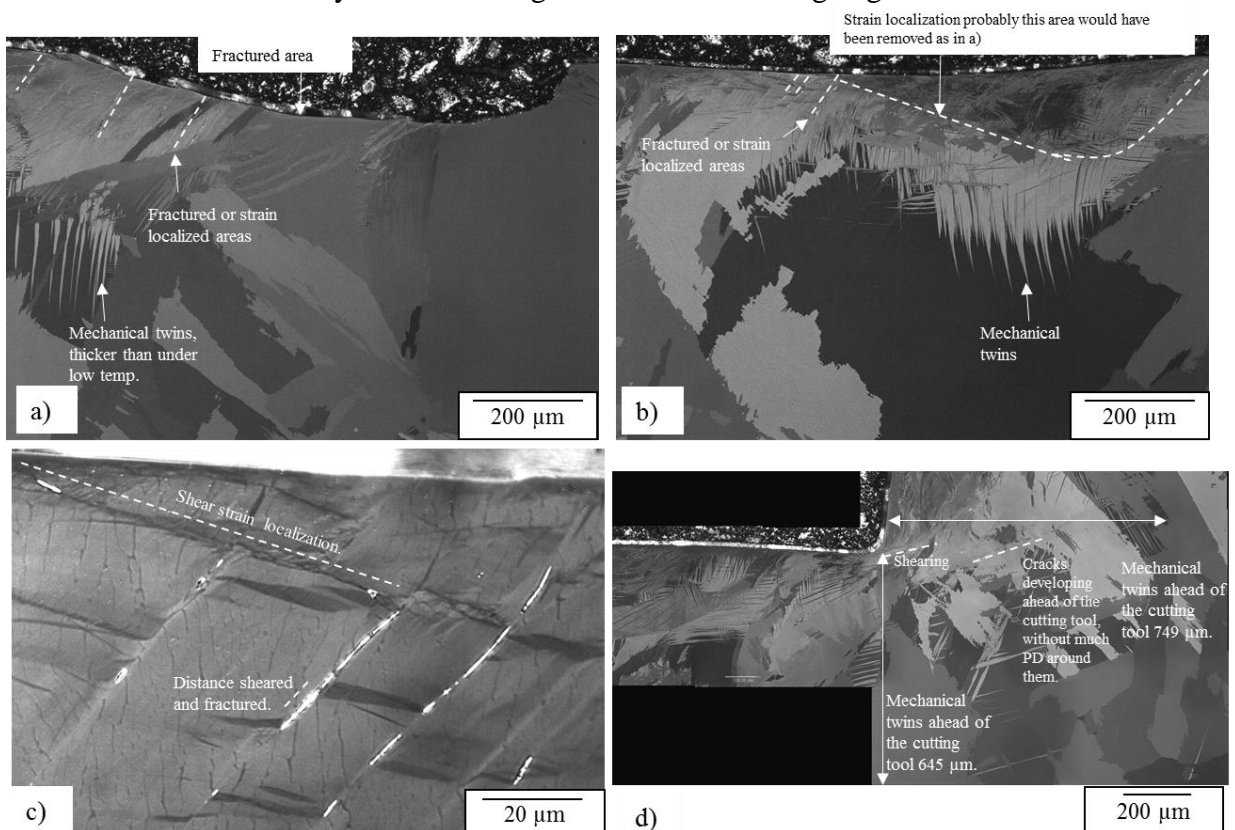 Fractured area
Strain localization probably this area would have
been removed as in a)
Fractured or strain
localized areas
Mechanical twins,
thicker than under
low temp.
a)
200 µm
Fractured or strain
localized areas
Mechanical
twins
b)
200 µm
Shear strain localization.
Distance sheared
and fractured.
c)
20 µm
Shearing
Cracks
developing
ahead of the
cutting tool,
without much
PD around
them.
Mechanical
twins ahead of
the cutting
tool 749 µm.
Mechanical
twins ahead of
the cutting
tool 645 µm.
d)
200 µm